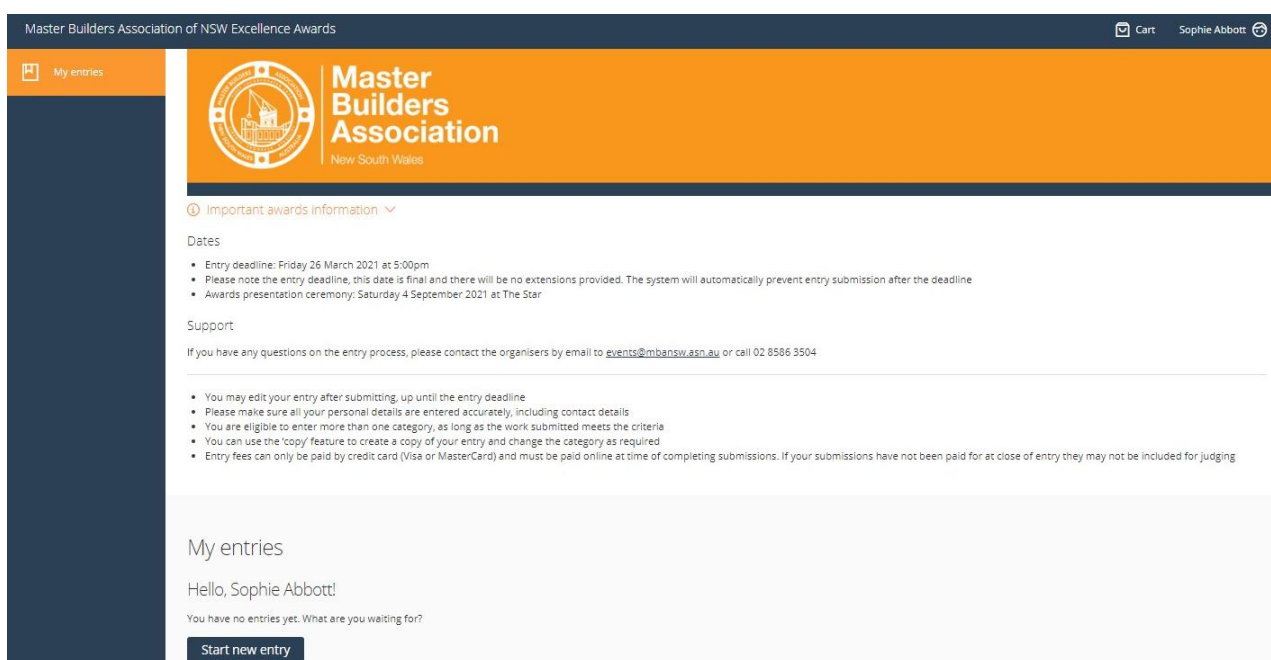 Master Builders Association of NSW Excellence Awards
Cart
Sophie Abbott
My entries
Master
Builders
Association
New South Wales
Important awards information
Dates
Entry deadline: Friday 26 March 2021 at 5:00pm
Please note the entry deadline, this date is final and there will be no extensions provided. The system will automatically prevent entry submission after the deadline
Awards presentation ceremony: Saturday 4 September 2021 at The Star
Support
If you have any questions on the entry process, please contact the organisers by email to events@mbansw.asn.au or call 02 8586 3504
You may edit your entry after submitting, up until the entry deadline
Please make sure all your personal details are entered accurately, including contact details
You are eligible to enter more than one category, as long as the work submitted meets the criteria
You can use the 'copy' feature to create a copy of your entry and change the category as required
Entry fees can only be paid by credit card (Visa or MasterCard) and must be paid online at time of completing submissions. If your submissions have not been paid for at close of entry they may not be included for judging
My entries
Hello, Sophie Abbott!
You have no entries yet. What are you waiting for?
Start new entry